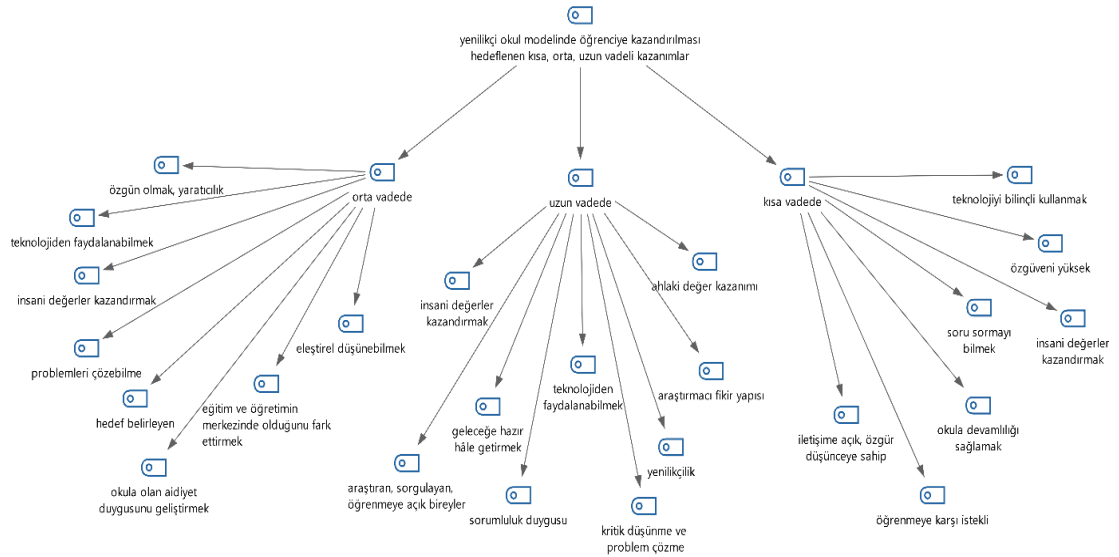 yenilikçi okul modelinde öğrenciye kazandırılması
hedeflenen kısa, orta, uzun vadeli kazanımlar
orta vadede
özgün olmak, yaratıcılık
teknolojiden faydalanabilmek
insani değerler kazandırmak
problemleri çözebilme
hedef belirleyen
okula olan aidiyet
duygusunu geliştirmek
eğitim ve öğretimin
merkezinde olduğunu fark
ettirmek
eleştirel düşünebilmek
uzun vadede
insani değerler
kazandırmak
araştıran, sorgulayan,
öğrenmeye açık bireyler
geleceğe hazır
hâle getirmek
sorumluluk duygusu
teknolojiden
faydalanabilmek
kritik düşünme ve
problem çözme
yenilikçilik
araştırmacı fikir yapısı
ahlaki değer kazanımı
kısa vadede
teknolojiyi bilinçli kullanmak
özgüveni yüksek
insani değerler
kazandırmak
soru sormayı
bilmek
okula devamlılığı
sağlamak
öğrenmeye karşı istekli
iletişime açık, özgür
düşünceye sahip